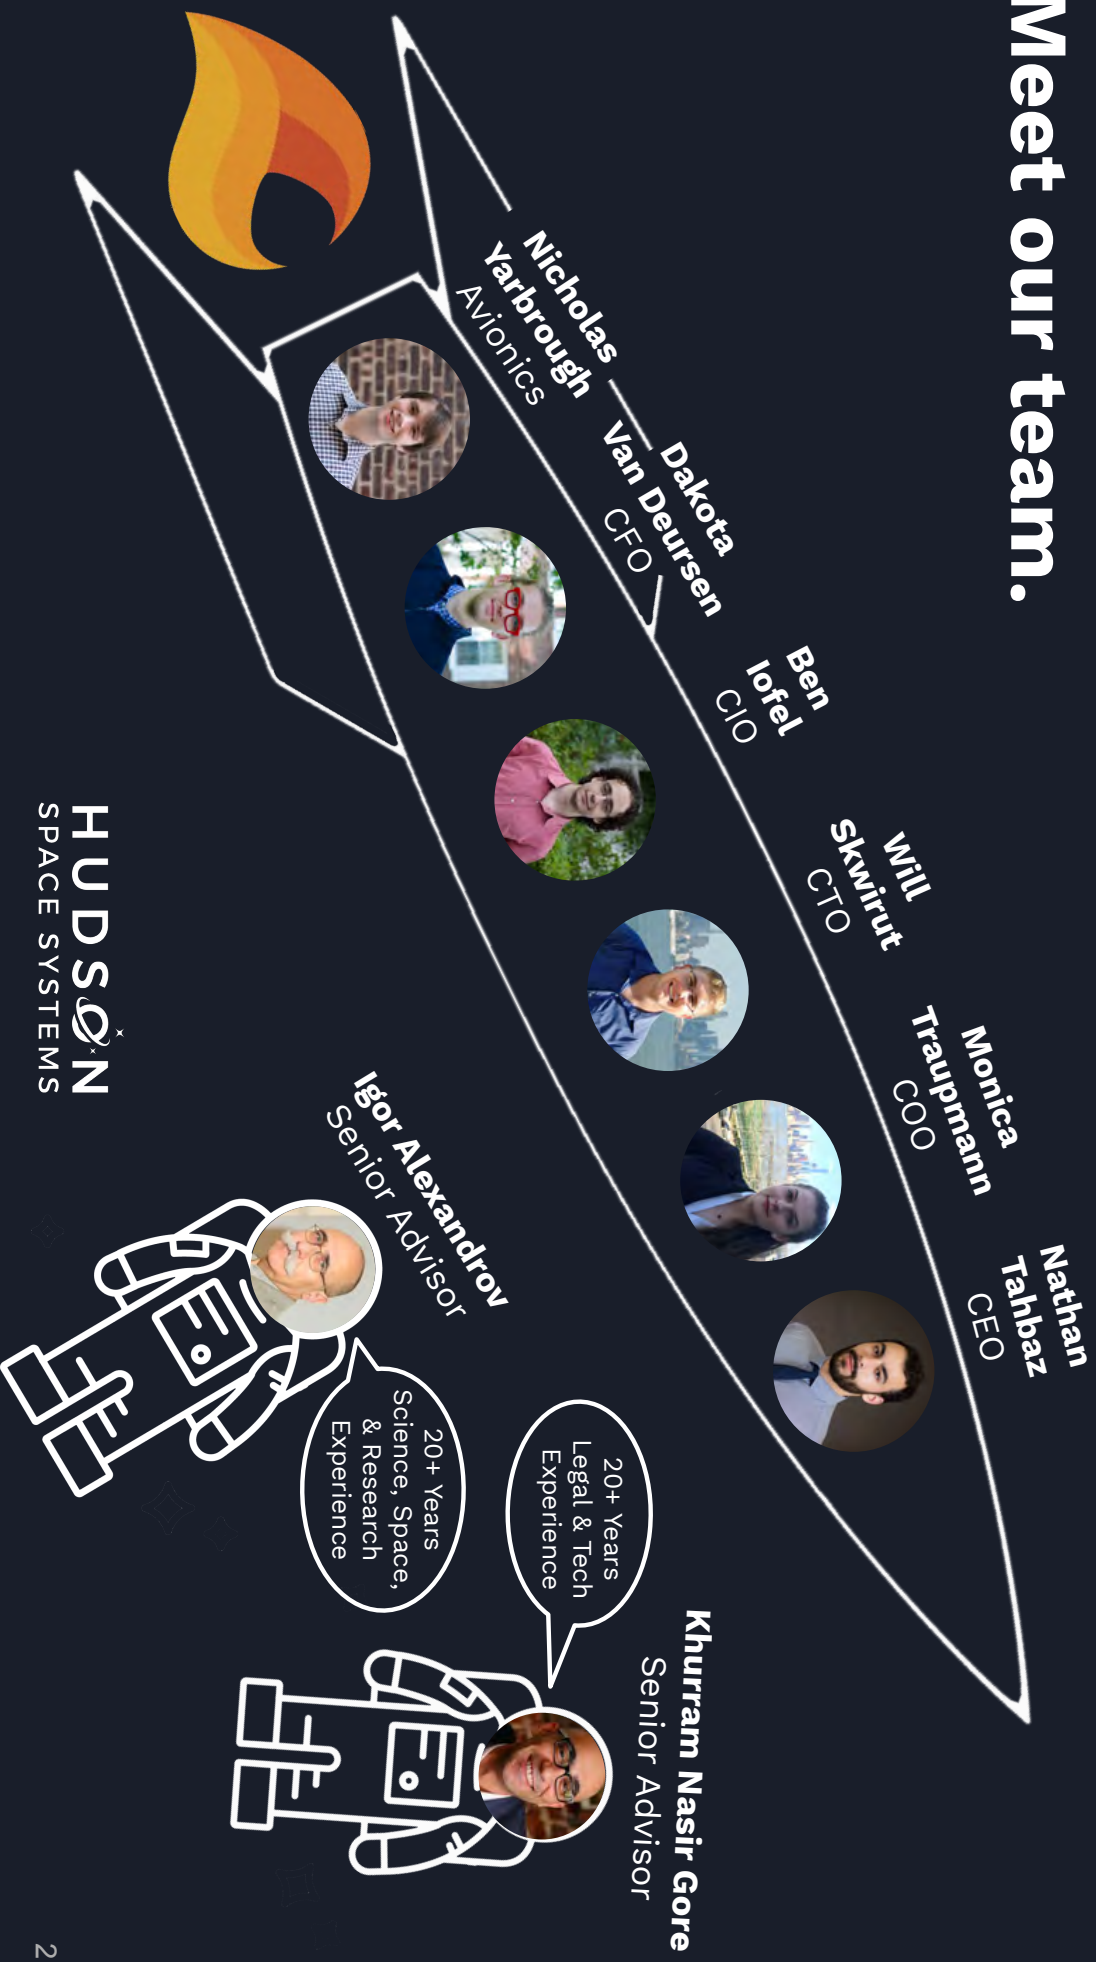 Meet our team.
Nicholas
Yarbrough
Avionics
Dakota
Van Deursen
CFO
Ben
Iofel
CIO
Will
Skwirut
CTO
Monica
Traupmann
COO
Nathan
Tahbaz
CEO
HUDSON
SPACE SYSTEMS
Igor Alexandrov
Senior Advisor
20+ Years
Science, Space,
& Research
Experience
20+ Years
Legal & Tech
Experience
Khurram Nasir Gore
Senior Advisor
2